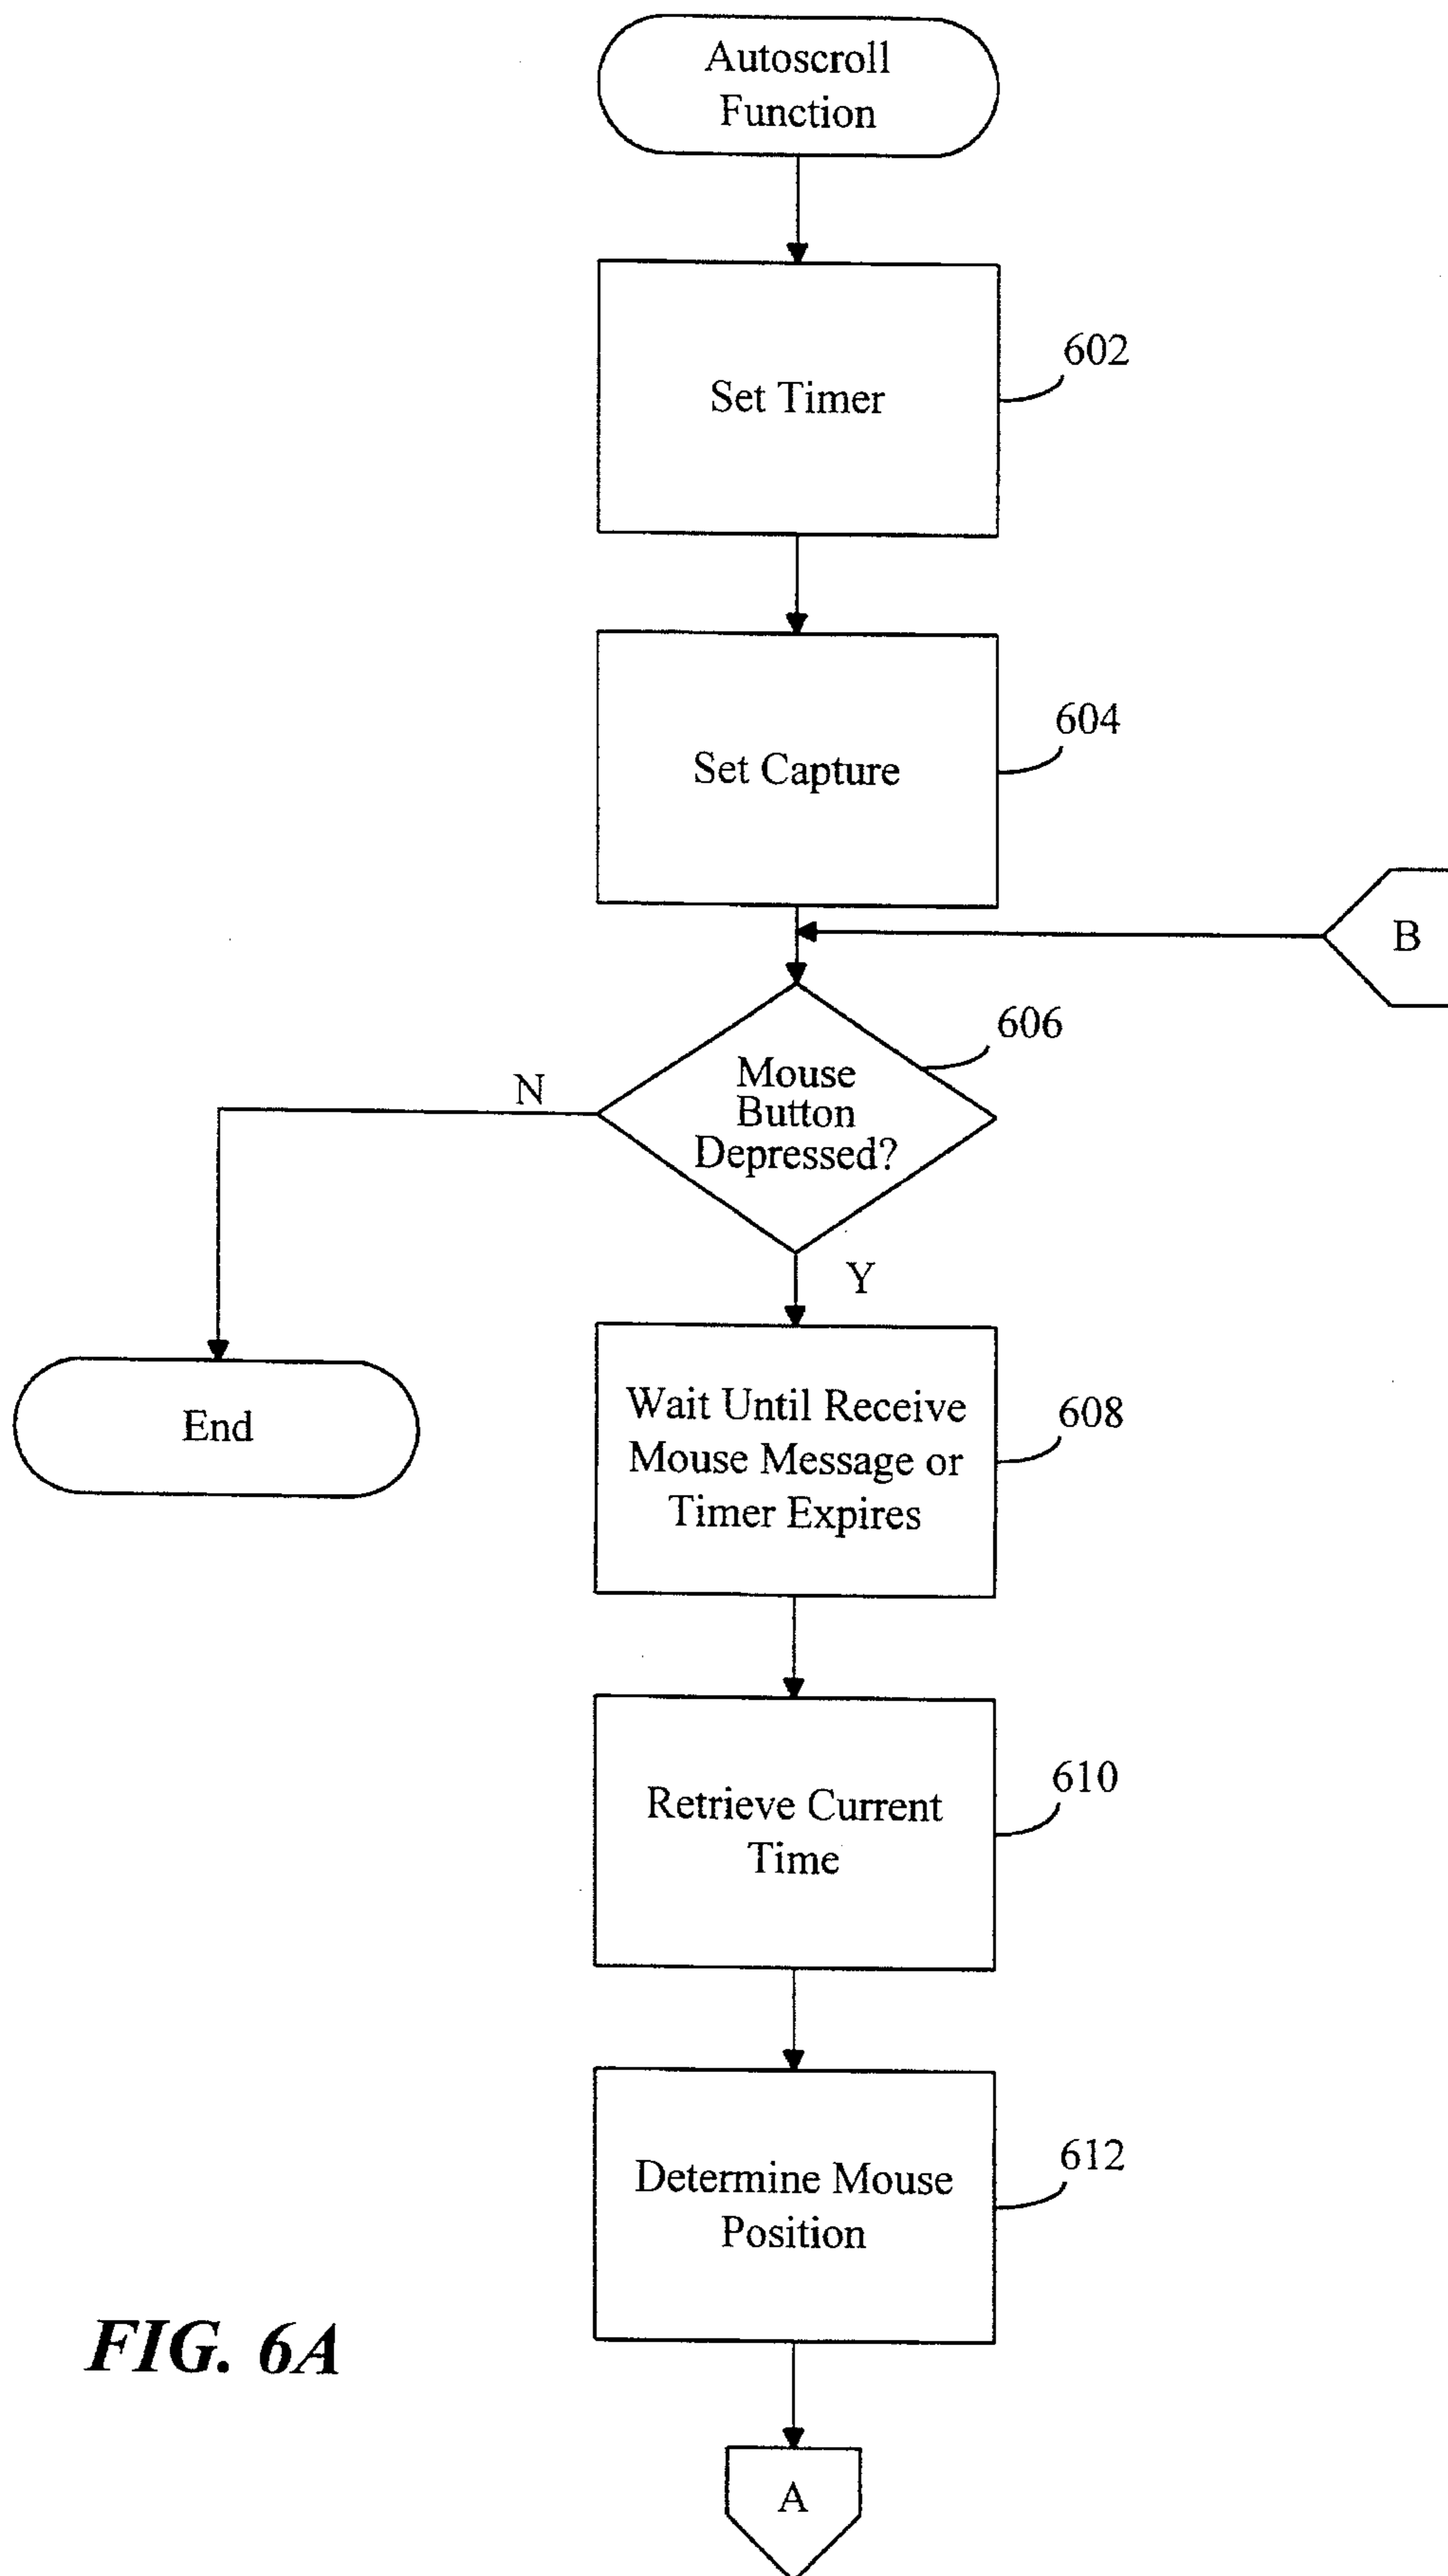 Autoscroll
Function
602
Set Timer
604
Set Capture
B
606
N
Mouse
Button
Depressed?
Y
End
Wait Until Receive
Mouse Message or
Timer Expires
608
Retrieve Current
Time
610
Determine Mouse
Position
612
FIG. 6A
A